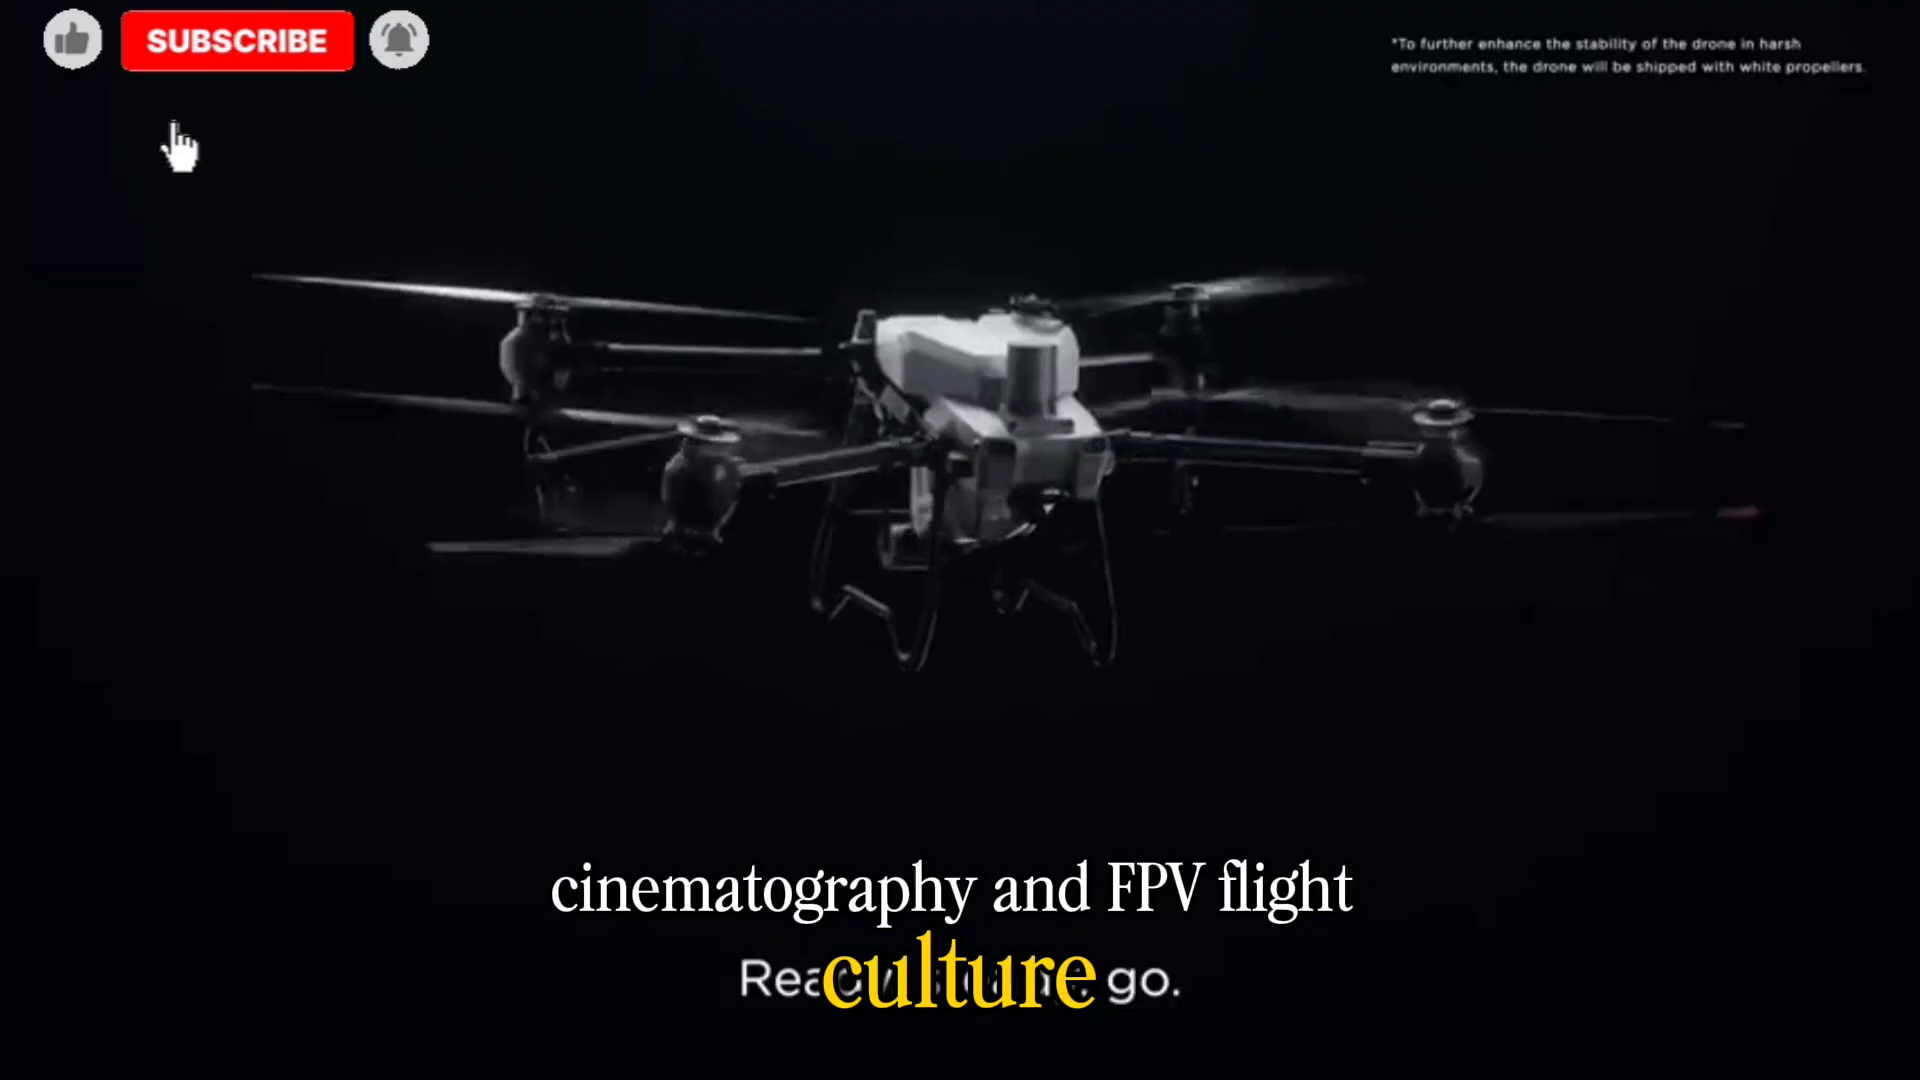 SUBSCRIBE
*To further enhance the stability of the drone in harsh
environments, the drone will be shipped with white propellers.
cinematography and FPV flight
culture
go.